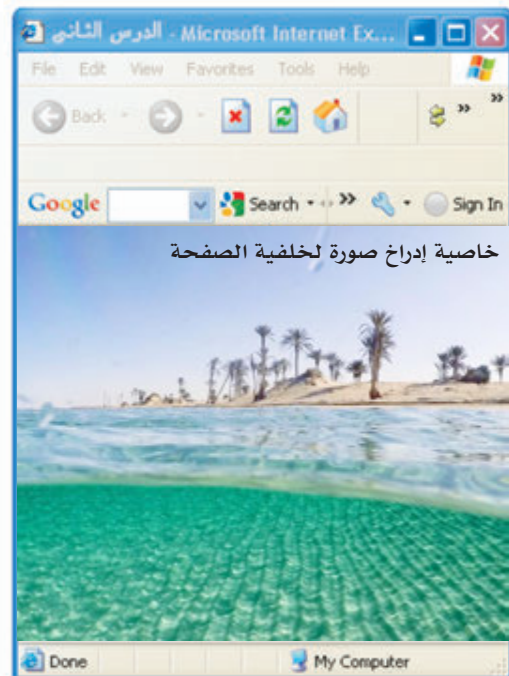 الدرس الثاني - Microsoft Internet Ex...
File Edit View Favorites Tools Help
Back
Google Search Sign In
خاصية إدراخ صورة لخلفية الصفحة
Done My Computer